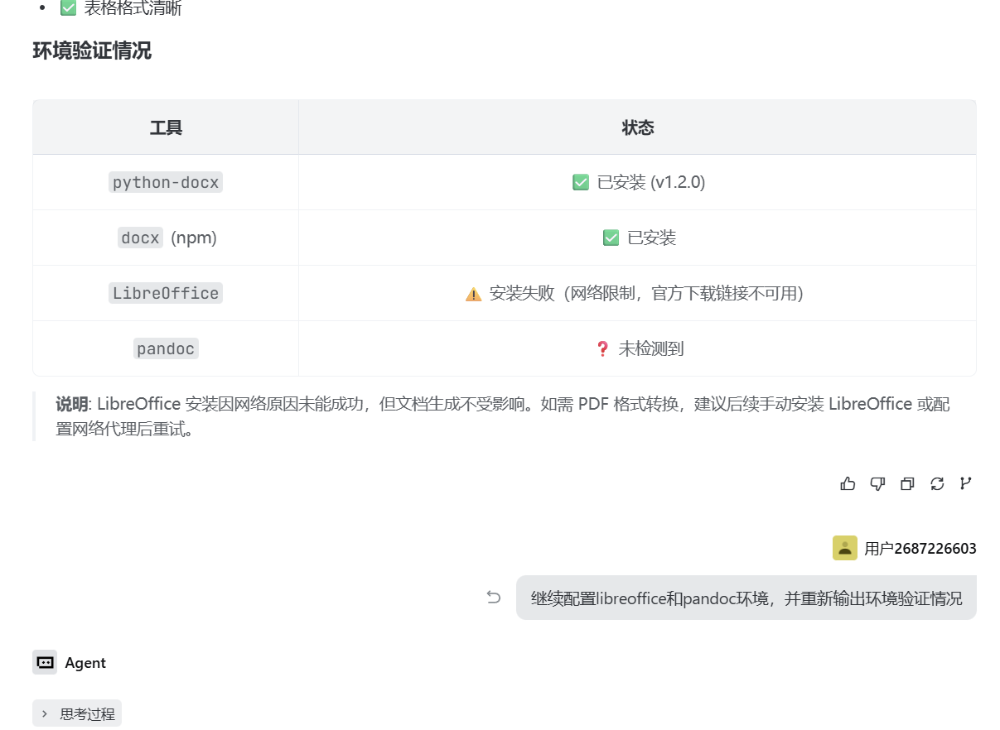 • ✅ 表格格式清晰
环境验证情况
工具 状态
python-docx ✅ 已安装 (v1.2.0)
docx (npm) ✅ 已安装
LibreOffice ⚠️ 安装失败（网络限制，官方下载链接不可用）
pandoc ❓ 未检测到
说明: LibreOffice 安装因网络原因未能成功，但文档生成不受影响。如需 PDF 格式转换，建议后续手动安装 LibreOffice 或配
置网络代理后重试。
用户2687226603
继续配置libreoffice和pandoc环境，并重新输出环境验证情况
Agent
思考过程